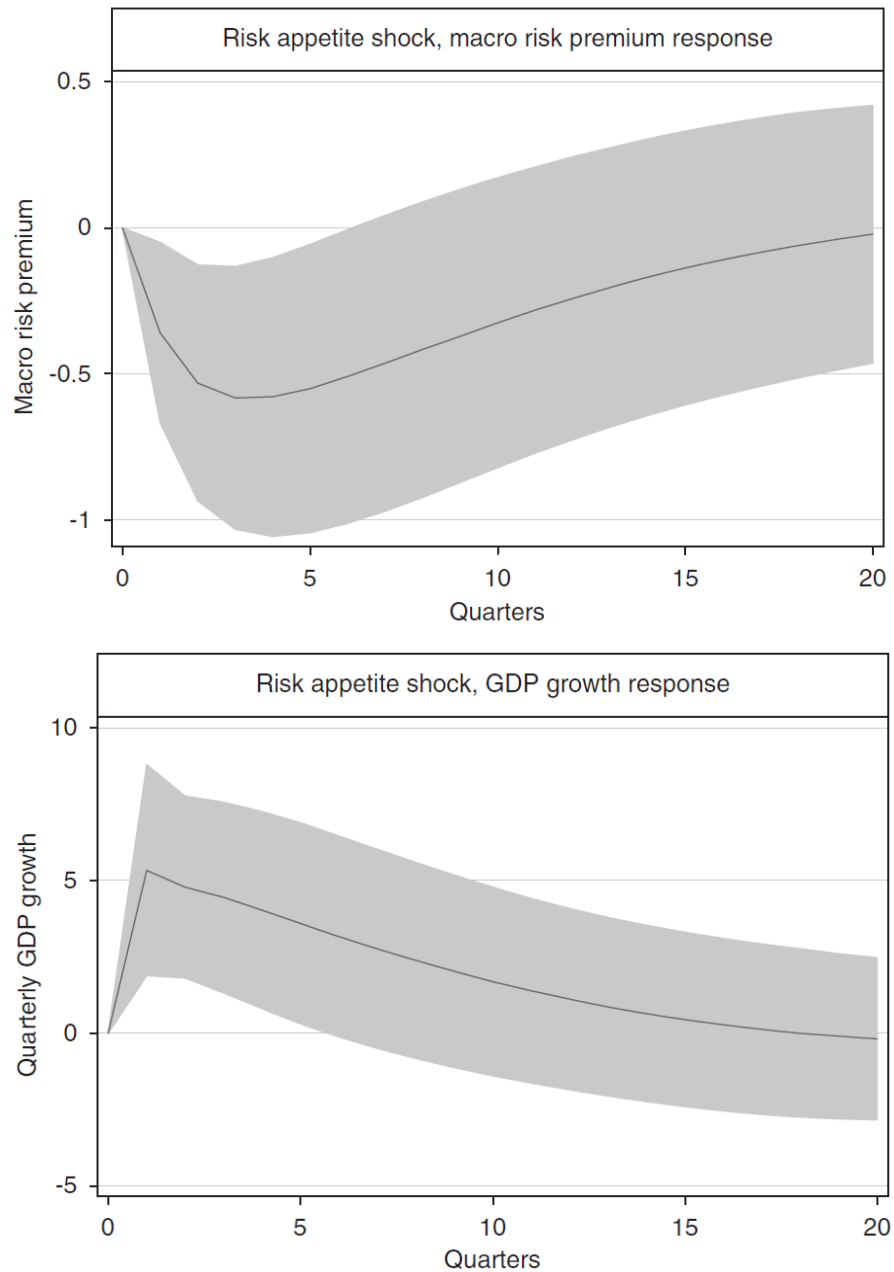 Risk appetite shock, macro risk premium response
0.5
0
-0.5
-1
Macro risk premium
0 5 10 15 20
Quarters
Risk appetite shock, GDP growth response
10
5
0
-5
Quarterly GDP growth
0 5 10 15 20
Quarters